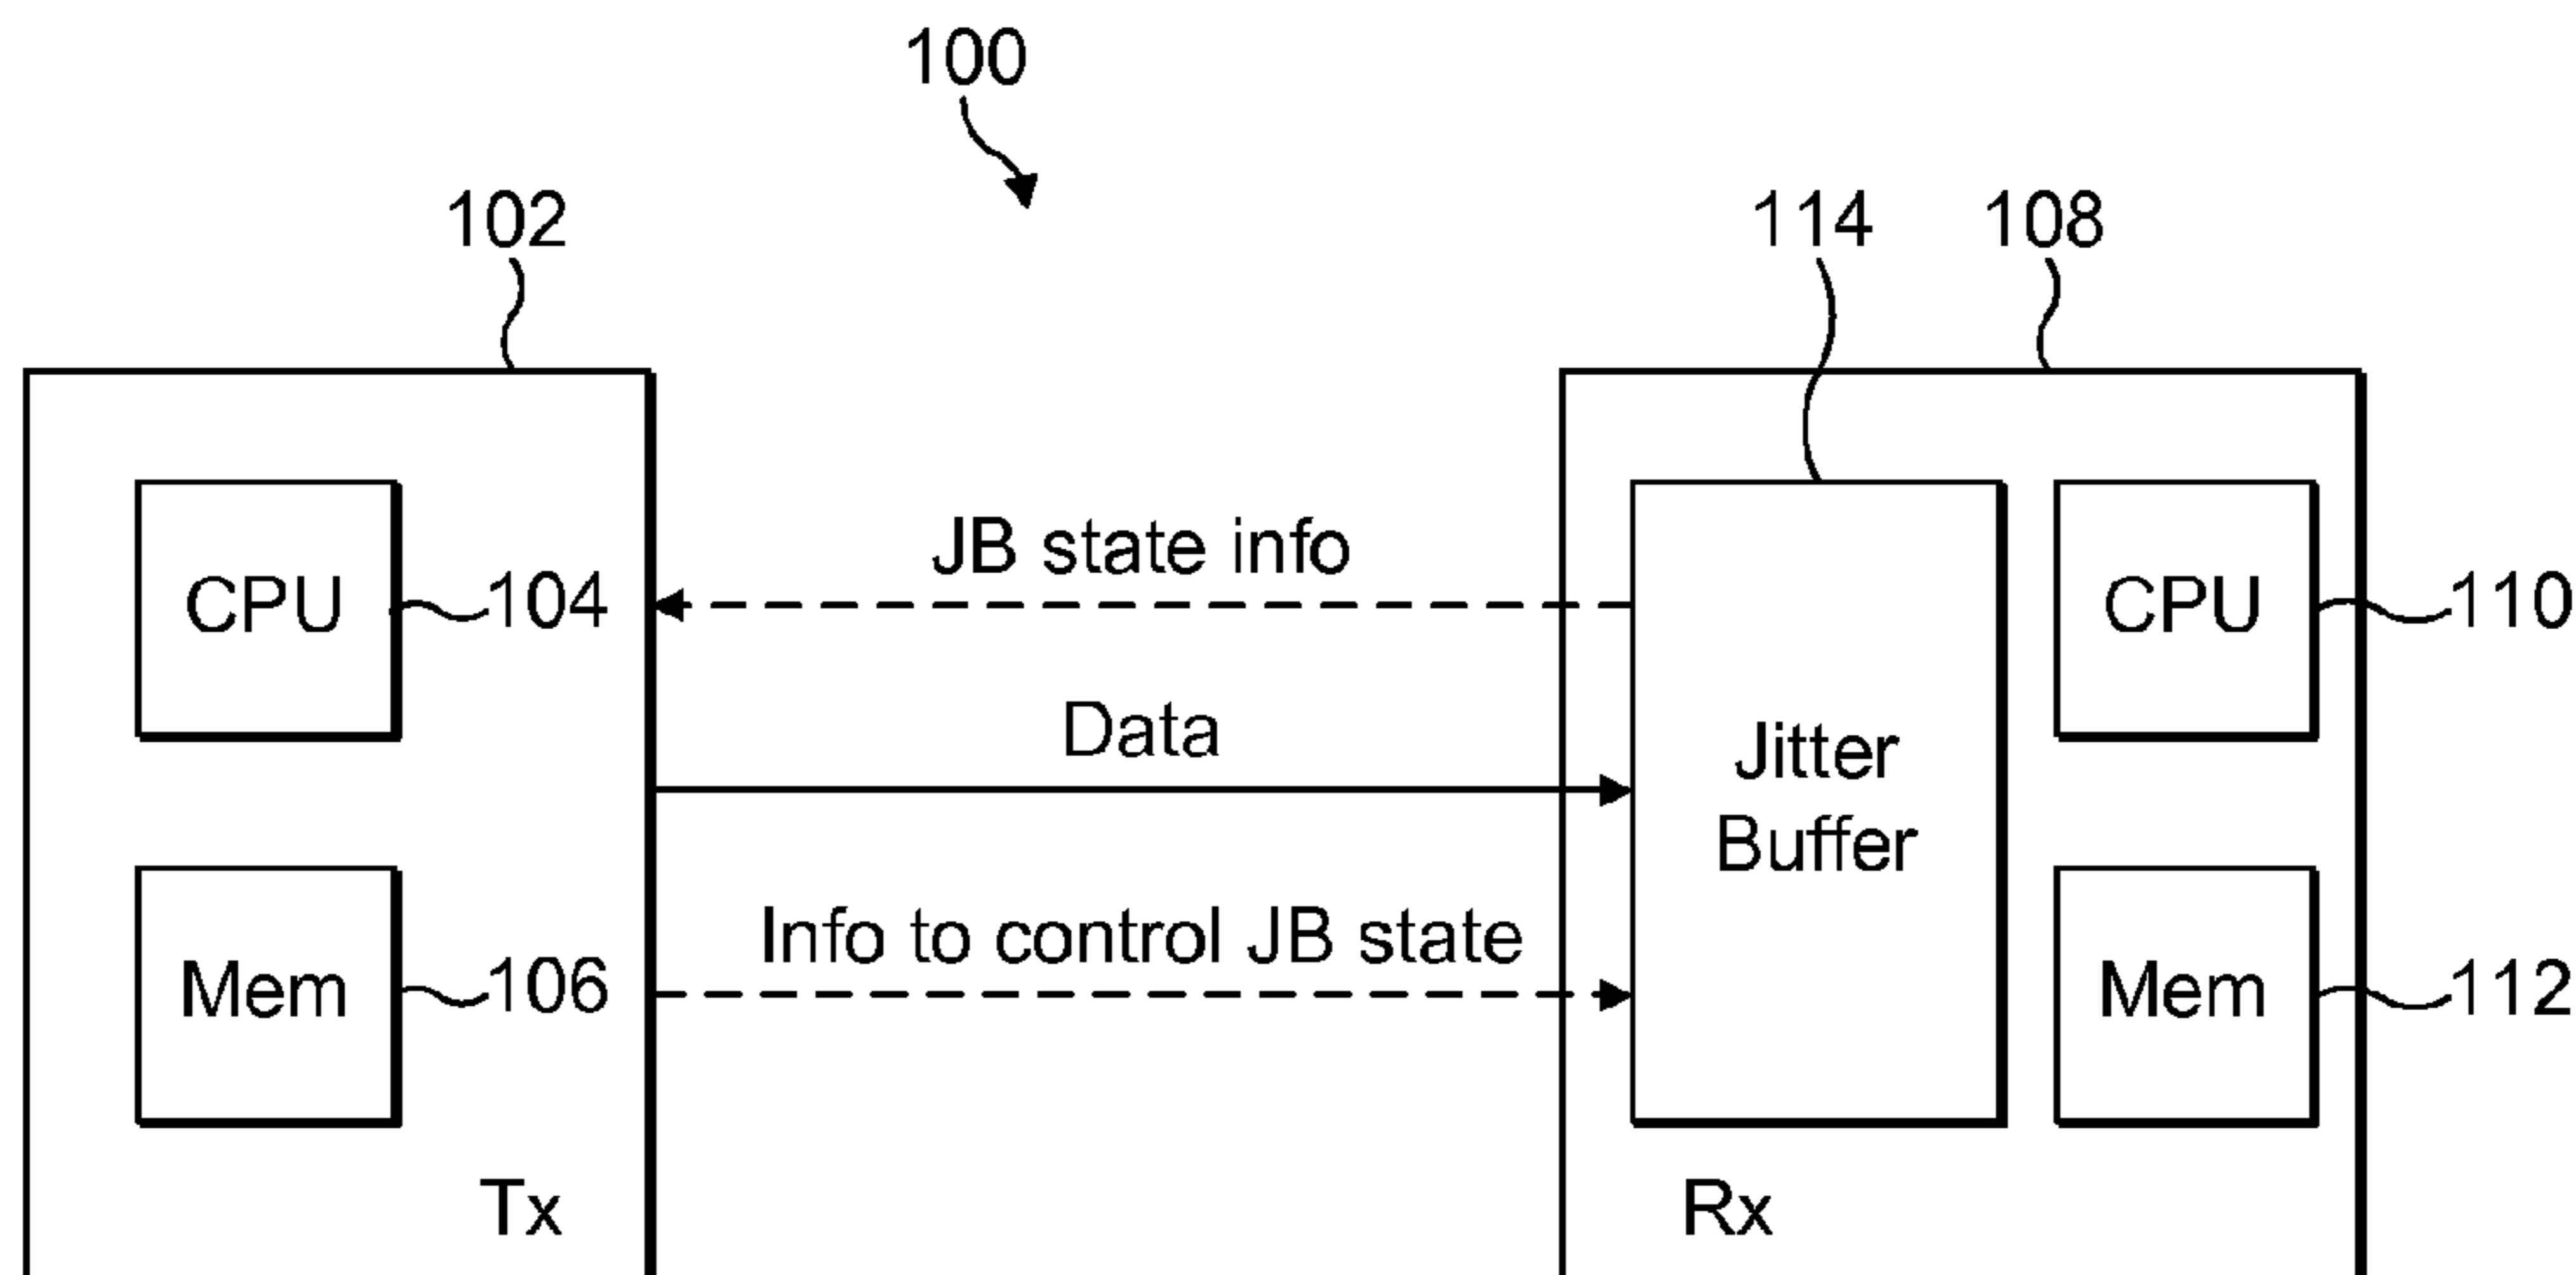 100
102
114
108
JB state info
CPU
104
CPU
110
Data
Jitter
Buffer
Info to control JB state
Mem
106
Mem
112
Tx
Rx